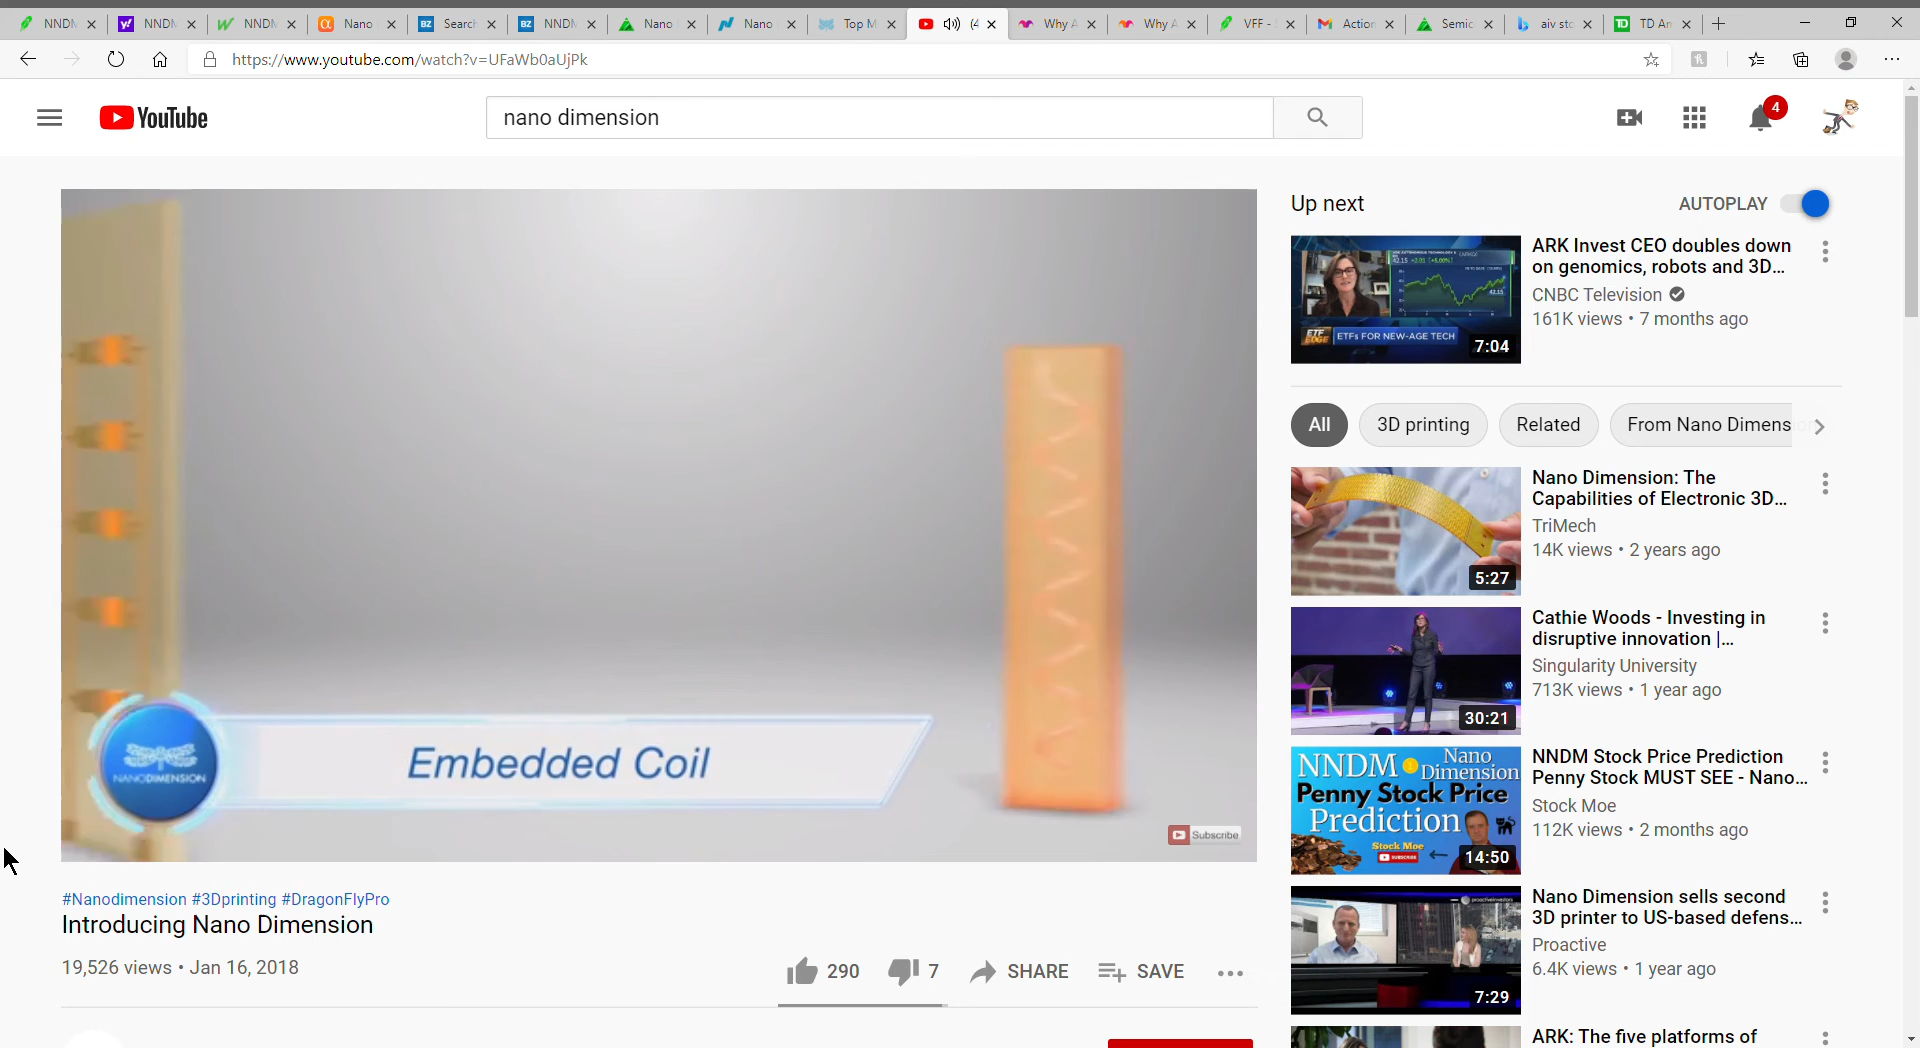 NNDM
NNDM
NNDM
Nano
Search
NNDM
Nano
Nano
Top M
(4
Why A
Why A
VFF -
Action
Semic
aiv sto
TD Am
https://www.youtube.com/watch?v=UFaWb0aUjPk
YouTube
nano dimension
4
Embedded Coil
NANODIMENSION
Subscribe
#Nanodimension #3Dprinting #DragonFlyPro
Introducing Nano Dimension
19,526 views • Jan 16, 2018
290
7
SHARE
SAVE
Up next
AUTOPLAY
ETF EDGE
ETFs FOR NEW-AGE TECH
7:04
ARK Invest CEO doubles down
on genomics, robots and 3D...
CNBC Television
161K views • 7 months ago
All
3D printing
Related
From Nano Dimensi
5:27
Nano Dimension: The
Capabilities of Electronic 3D...
TriMech
14K views • 2 years ago
30:21
Cathie Woods - Investing in
disruptive innovation |...
Singularity University
713K views • 1 year ago
NNDM Nano
Dimension
Penny Stock Price
Prediction
Stock Moe
SUBSCRIBE
14:50
NNDM Stock Price Prediction
Penny Stock MUST SEE - Nano...
Stock Moe
112K views • 2 months ago
proactiveinvestors
7:29
Nano Dimension sells second
3D printer to US-based defens...
Proactive
6.4K views • 1 year ago
ARK: The five platforms of